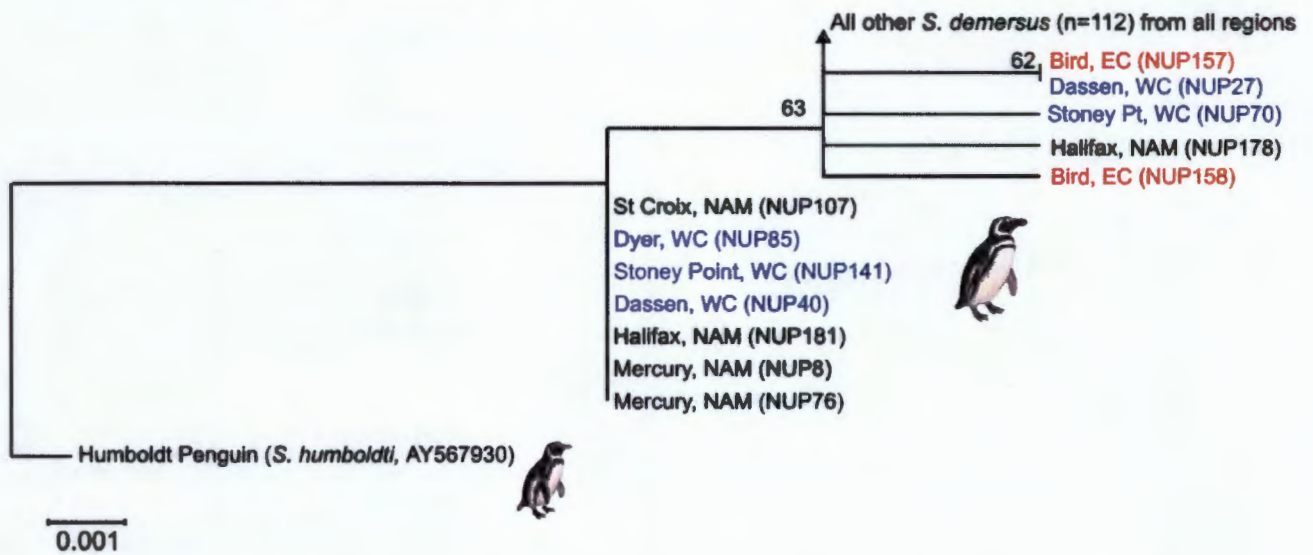 All other S. demersus (n=112) from all regions
62
Bird, EC (NUP157)
Dassen, WC (NUP27)
63
Stoney Pt, WC (NUP70)
Halifax, NAM (NUP178)
Bird, EC (NUP158)
St Croix, NAM (NUP107)
Dyer, WC (NUP85)
Stoney Point, WC (NUP141)
Dassen, WC (NUP40)
Halifax, NAM (NUP181)
Mercury, NAM (NUP8)
Mercury, NAM (NUP76)
Humboldt Penguin (S. humboldti, AY567930)
0.001